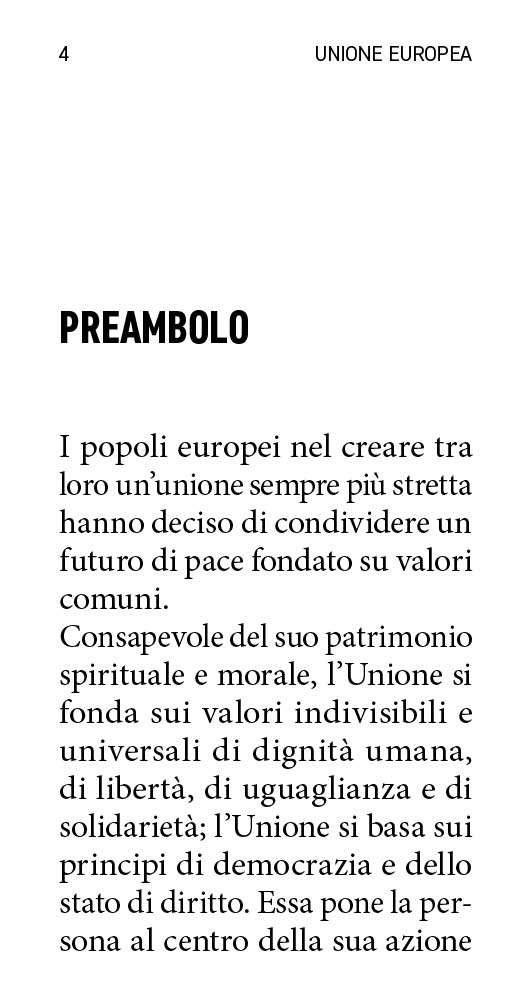 4 UNIONE EUROPEA
PREAMBOLO
I popoli europei nel creare tra
loro un’unione sempre più stretta
hanno deciso di condividere un
futuro di pace fondato su valori
comuni.
Consapevole del suo patrimonio
spirituale e morale, l’Unione si
fonda sui valori indivisibili e
universali di dignità umana,
di libertà, di uguaglianza e di
solidarietà; l’Unione si basa sui
principi di democrazia e dello
stato di diritto. Essa pone la per-
sona al centro della sua azione